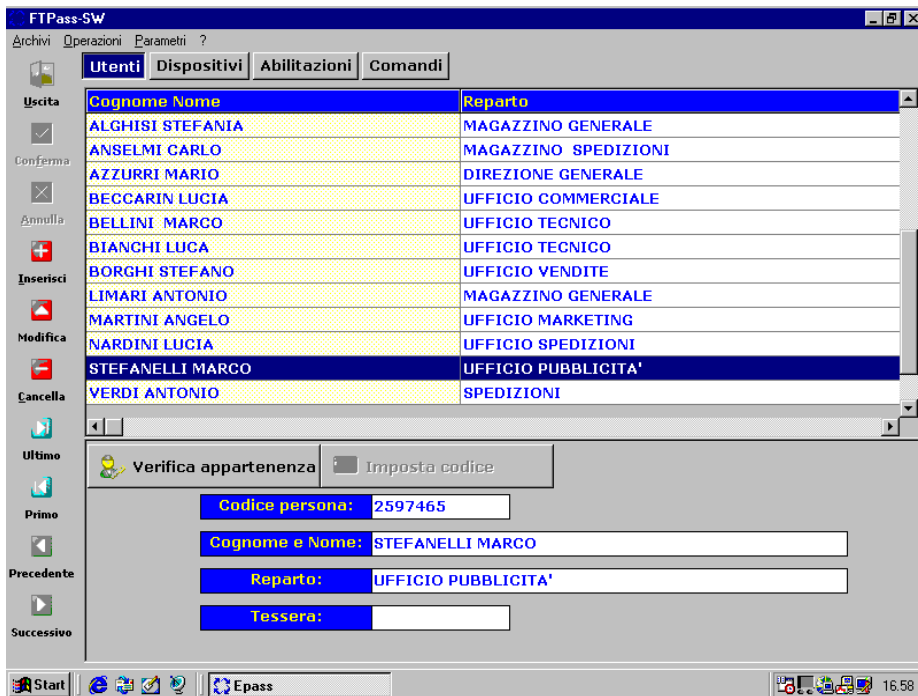 FTPass-SW
Archivi Operazioni Parametri ?
Utenti Dispositivi Abilitazioni Comandi
Uscita
Conferma
Annulla
Inserisci
Modifica
Cancella
Ultimo
Primo
Precedente
Successivo
Cognome Nome Reparto
ALGHISI STEFANIA MAGAZZINO GENERALE
ANSELMI CARLO MAGAZZINO SPEDIZIONI
AZZURRI MARIO DIREZIONE GENERALE
BECCARIN LUCIA UFFICIO COMMERCIALE
BELLINI MARCO UFFICIO TECNICO
BIANCHI LUCA UFFICIO TECNICO
BORGHI STEFANO UFFICIO VENDITE
LIMARI ANTONIO MAGAZZINO GENERALE
MARTINI ANGELO UFFICIO MARKETING
NARDINI LUCIA UFFICIO SPEDIZIONI
STEFANELLI MARCO UFFICIO PUBBLICITA'
VERDI ANTONIO SPEDIZIONI
Verifica appartenenza Imposta codice
Codice persona: 2597465
Cognome e Nome: STEFANELLI MARCO
Reparto: UFFICIO PUBBLICITA'
Tessera:
Start Epass 16.58